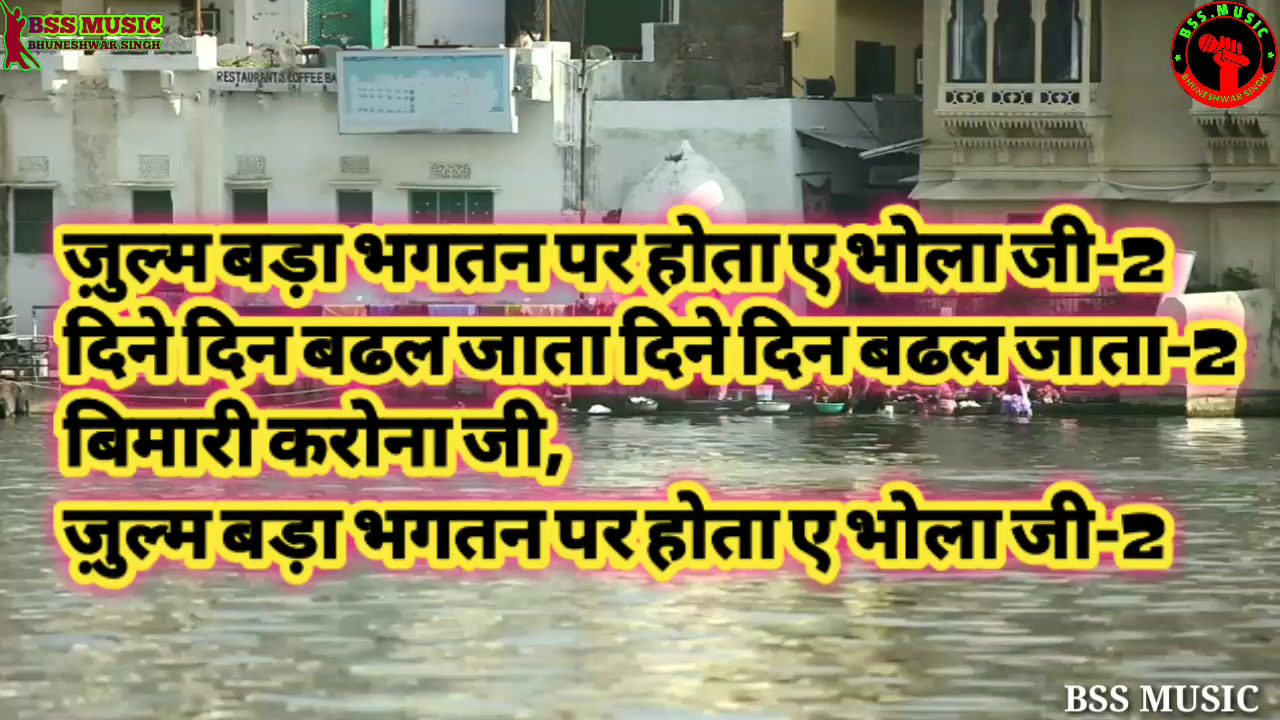 BSS MUSIC
BHUNESHWAR SINGH
BSS.MUSIC
BHUNESHWAR SINGH
RESTAURANT & COFFEE BA
ज़ुल्म बड़ा भगतन पर होता ए भोला जी-2
दिने दिन बढल जाता दिने दिन बढल जाता-2
बिमारी करोना जी,
ज़ुल्म बड़ा भगतन पर होता ए भोला जी-2
BSS MUSIC